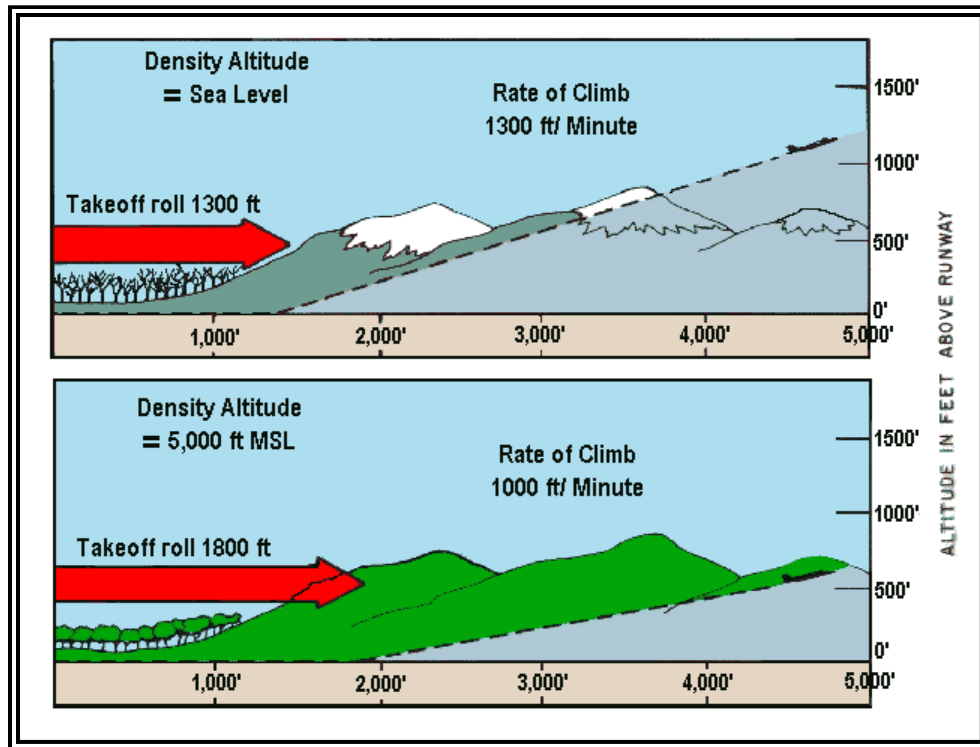 Density Altitude
= Sea Level
Rate of Climb
1300 ft/ Minute
Takeoff roll 1300 ft
1500'
1000'
500'
0'
1,000'
2,000'
3,000'
4,000'
5,000'
Density Altitude
= 5,000 ft MSL
Rate of Climb
1000 ft/ Minute
Takeoff roll 1800 ft
1500'
1000'
500'
0'
1,000'
2,000'
3,000'
4,000'
5,000'
ALTITUDE IN FEET ABOVE RUNWAY